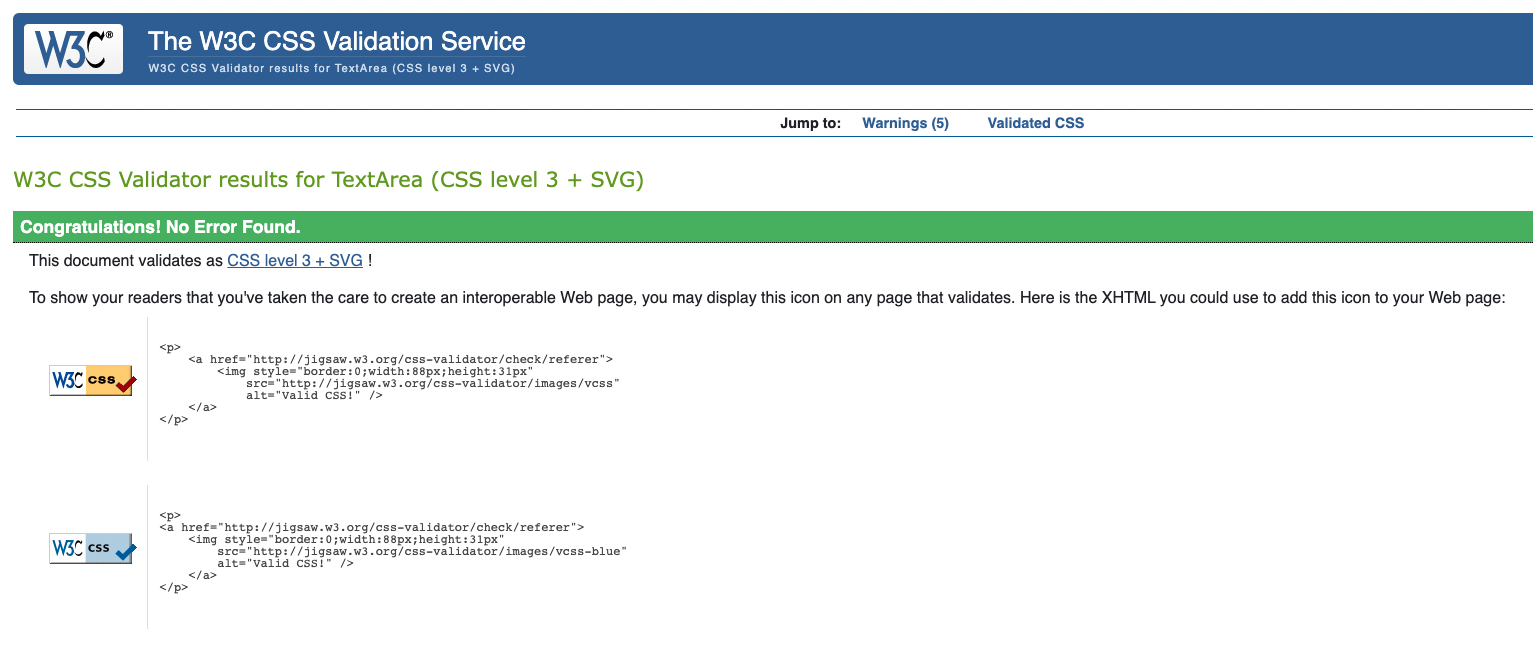 W3C®
The W3C CSS Validation Service
W3C CSS Validator results for TextArea (CSS level 3 + SVG)
Jump to: Warnings (5) Validated CSS
W3C CSS Validator results for TextArea (CSS level 3 + SVG)
Congratulations! No Error Found.
This document validates as CSS level 3 + SVG !
To show your readers that you've taken the care to create an interoperable Web page, you may display this icon on any page that validates. Here is the XHTML you could use to add this icon to your Web page:
W3C css
<p>
    <a href="http://jigsaw.w3.org/css-validator/check/referer">
        <img style="border:0;width:88px;height:31px"
            src="http://jigsaw.w3.org/css-validator/images/vcss"
            alt="Valid CSS!" />
    </a>
</p>
W3C css
<p>
<a href="http://jigsaw.w3.org/css-validator/check/referer">
    <img style="border:0;width:88px;height:31px"
        src="http://jigsaw.w3.org/css-validator/images/vcss-blue"
        alt="Valid CSS!" />
    </a>
</p>